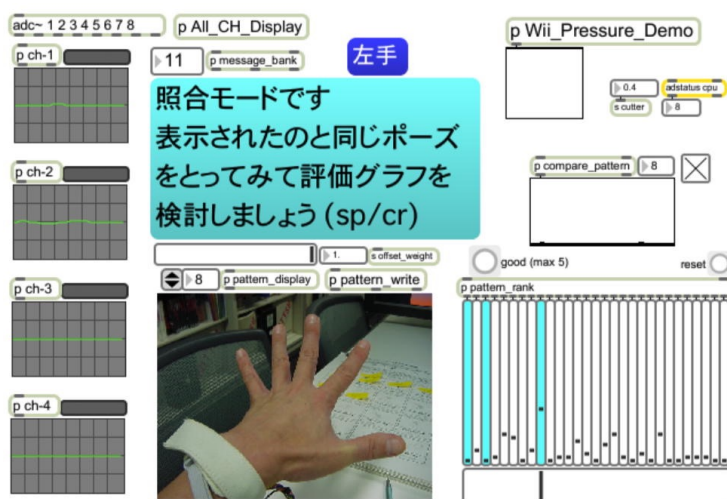 adc~ 1 2 3 4 5 6 7 8
p All_CH_Display
p Wii_Pressure_Demo
p ch-1
11
p message_bank
左手
0.4
adstatus cpu
s cutter
8
照合モードです
表示されたのと同じポーズ
をとってみて評価グラフを
検討しましょう (sp/cr)
p ch-2
p compare_pattern
8
1.
s offset_weight
good (max 5)
reset
8
p pattern_display
p pattern_write
p ch-3
p pattern_rank
p ch-4